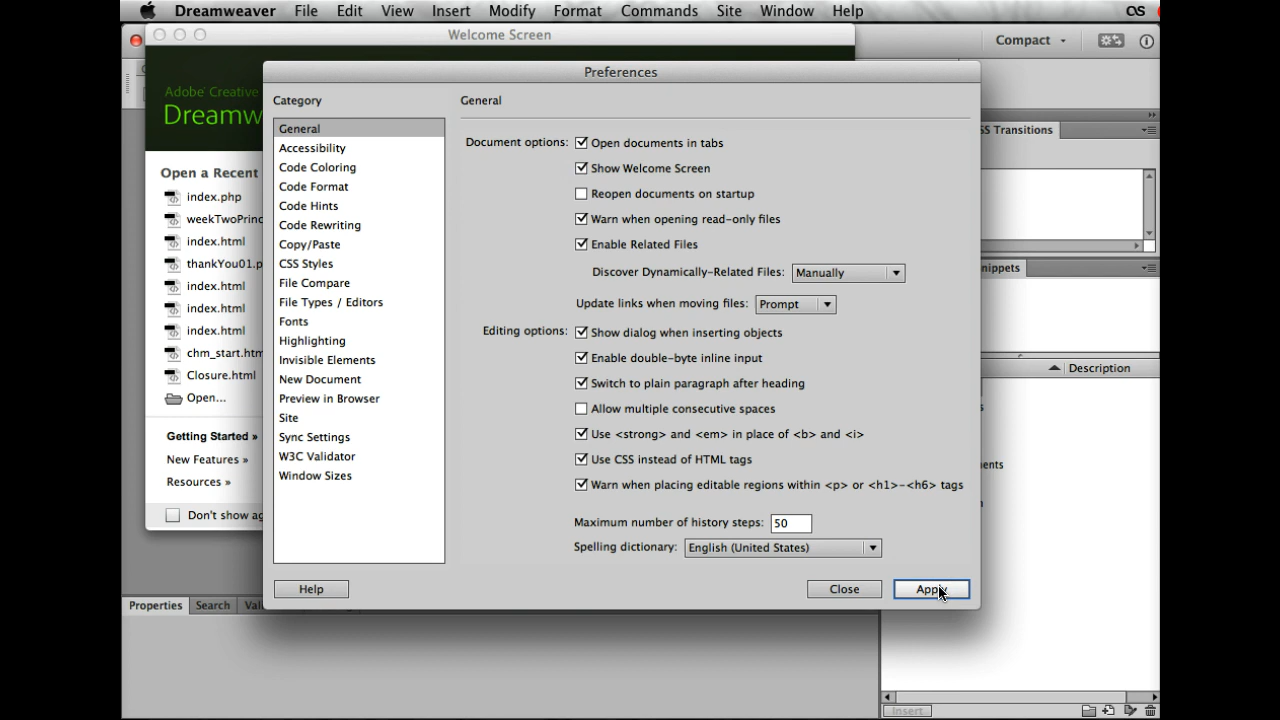 Dreamweaver File Edit View Insert Modify Format Commands Site Window Help
Welcome Screen
Compact
Preferences
Adobe Creative
Dreamw
Category
General
Accessibility
Code Coloring
Code Format
Code Hints
Code Rewriting
Copy/Paste
CSS Styles
File Compare
File Types / Editors
Fonts
Highlighting
Invisible Elements
New Document
Preview in Browser
Site
Sync Settings
W3C Validator
Window Sizes
General
Document options:
Open documents in tabs
Show Welcome Screen
Reopen documents on startup
Warn when opening read-only files
Enable Related Files
Discover Dynamically-Related Files: Manually
Update links when moving files: Prompt
Editing options:
Show dialog when inserting objects
Enable double-byte inline input
Switch to plain paragraph after heading
Allow multiple consecutive spaces
Use <strong> and <em> in place of <b> and <i>
Use CSS instead of HTML tags
Warn when placing editable regions within <p> or <h1>-<h6> tags
Maximum number of history steps: 50
Spelling dictionary: English (United States)
Help
Close
Apply
Open a Recent
index.php
weekTwoPrinc
index.html
thankYou01.p
index.html
index.html
index.html
chm_start.htm
Closure.html
Open...
Getting Started »
New Features »
Resources »
Don't show ag
SS Transitions
nippets
Description
ents
Properties Search Val
Insert